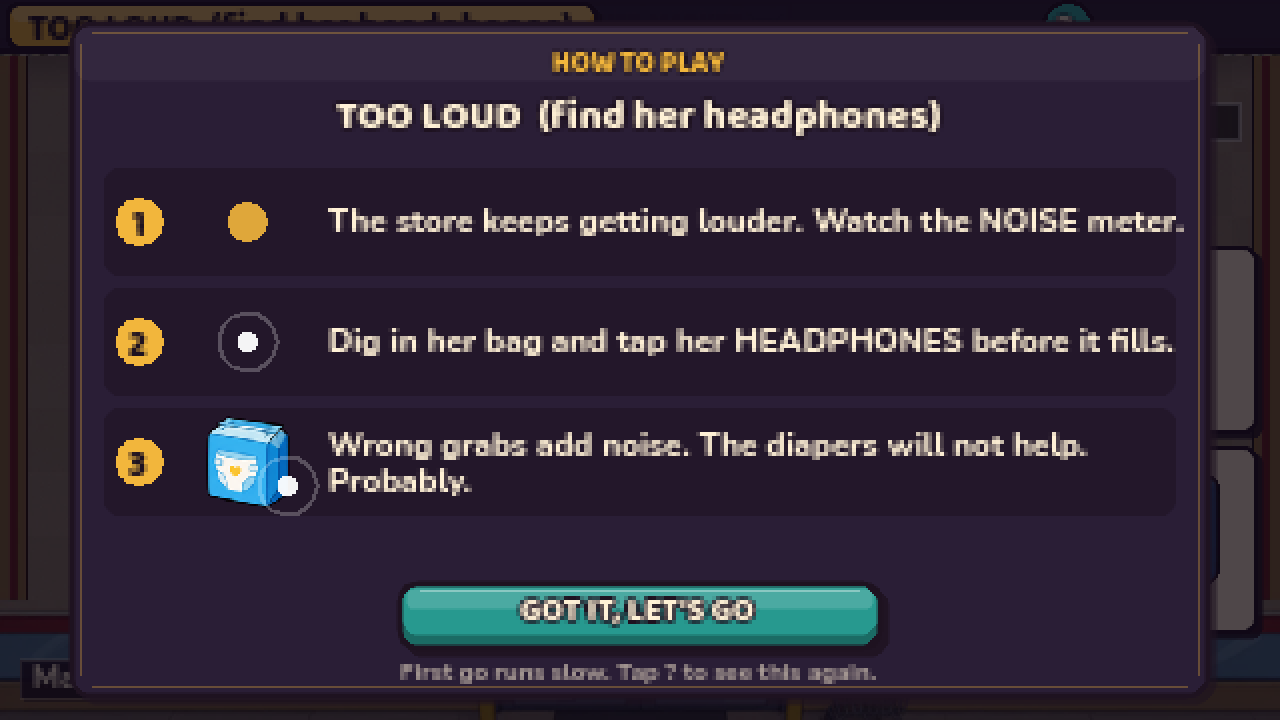 HOW TO PLAY
TOO LOUD (find her headphones)
1
The store keeps getting louder. Watch the NOISE meter.
2
Dig in her bag and tap her HEADPHONES before it fills.
3
Wrong grabs add noise. The diapers will not help.
Probably.
GOT IT, LET'S GO
First go runs slow. Tap ? to see this again.